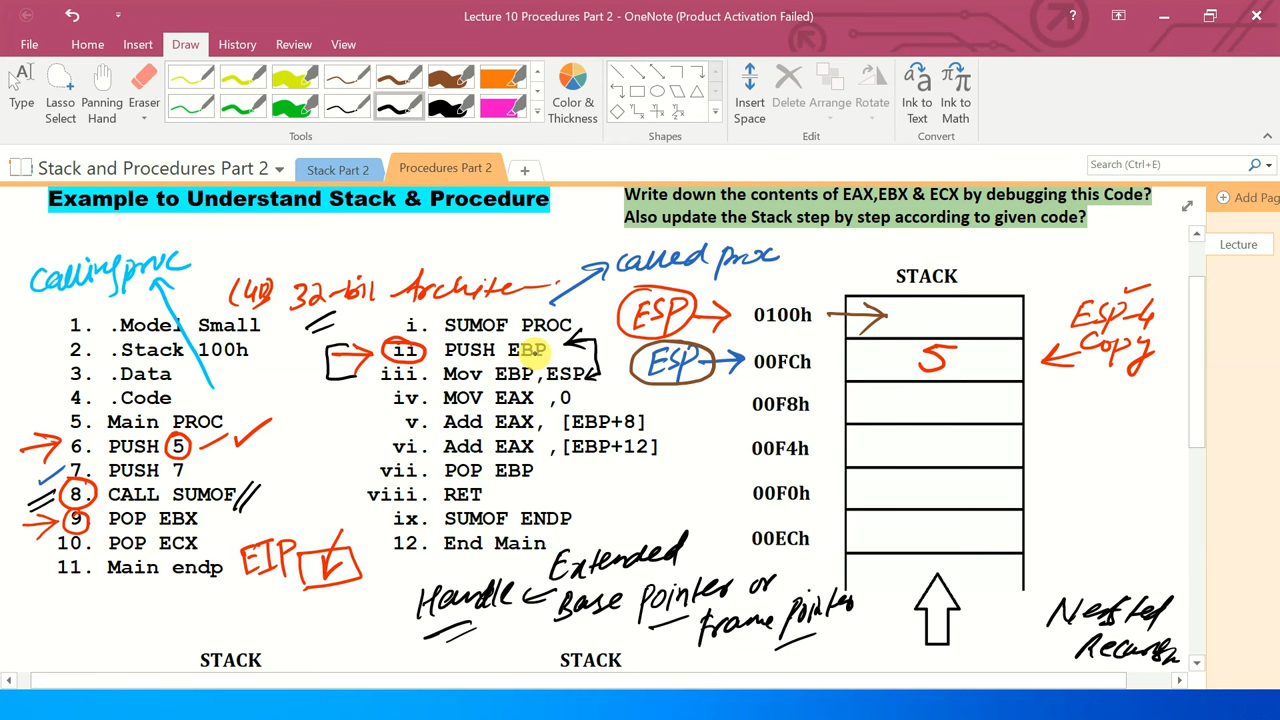 Lecture 10 Procedures Part 2 - OneNote (Product Activation Failed)
File Home Insert Draw History Review View
Type
Lasso Select
Panning Hand
Eraser
Color & Thickness
Insert Space
Delete
Arrange
Rotate
Ink to Text
Ink to Math
Tools
Shapes
Edit
Convert
Stack and Procedures Part 2
Stack Part 2
Procedures Part 2
Search (Ctrl+E)
Add Pag
Lecture
Example to Understand Stack & Procedure
Write down the contents of EAX,EBX & ECX by debugging this Code?
Also update the Stack step by step according to given code?
Calling proc
(4B) 32-bit Architec
called proc
1. .Model Small
2. .Stack 100h
3. .Data
4. .Code
5. Main PROC
6. PUSH 5
7. PUSH 7
8. CALL SUMOF
9. POP EBX
10. POP ECX
11. Main endp
EIP
i. SUMOF PROC
ii PUSH EBP
iii. Mov EBP,ESP
iv. MOV EAX ,0
v. Add EAX, [EBP+8]
vi. Add EAX ,[EBP+12]
vii. POP EBP
viii. RET
ix. SUMOF ENDP
12. End Main
STACK
ESP 0100h
ESP 00FCh 5
00F8h
00F4h
00F0h
00ECh
ESP-4
Copy
Handle
Extended
Base pointer or
frame pointer
STACK
STACK